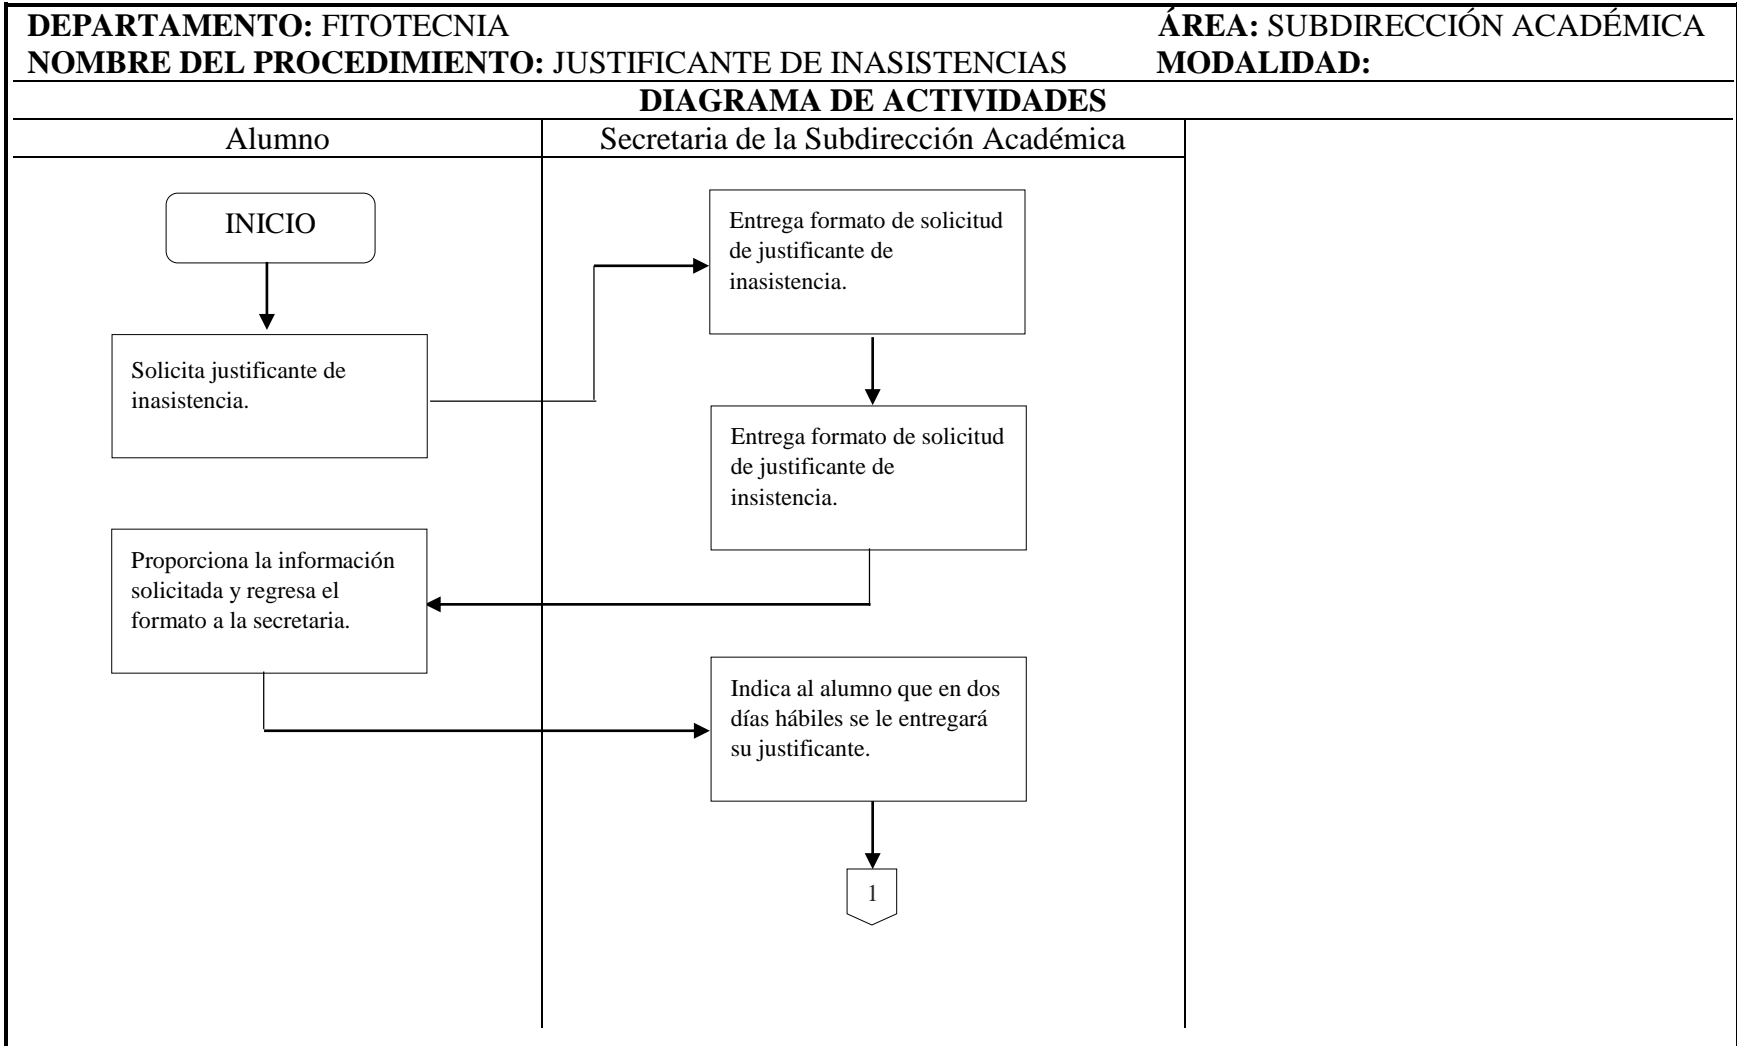 DEPARTAMENTO: FITOTECNIA ÁREA: SUBDIRECCIÓN ACADÉMICA
NOMBRE DEL PROCEDIMIENTO: JUSTIFICANTE DE INASISTENCIAS MODALIDAD:
DIAGRAMA DE ACTIVIDADES
Alumno Secretaria de la Subdirección Académica
INICIO
Entrega formato de solicitud
de justificante de
inasistencia.
Solicita justificante de
inasistencia.
Entrega formato de solicitud
de justificante de
insistencia.
Proporciona la información
solicitada y regresa el
formato a la secretaria.
Indica al alumno que en dos
días hábiles se le entregará
su justificante.
1